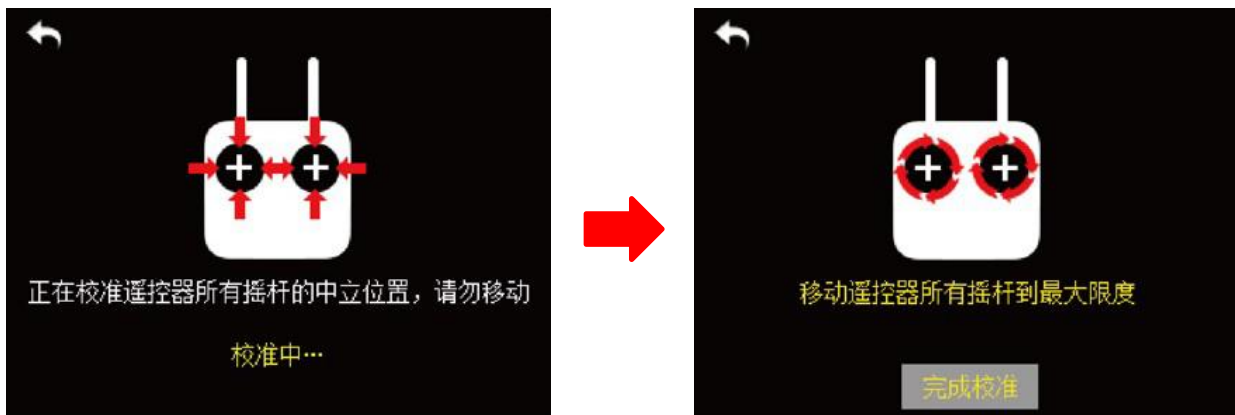 正在校准遥控器所有摇杆的中立位置，请勿移动
校准中…
移动遥控器所有摇杆到最大限度
完成校准